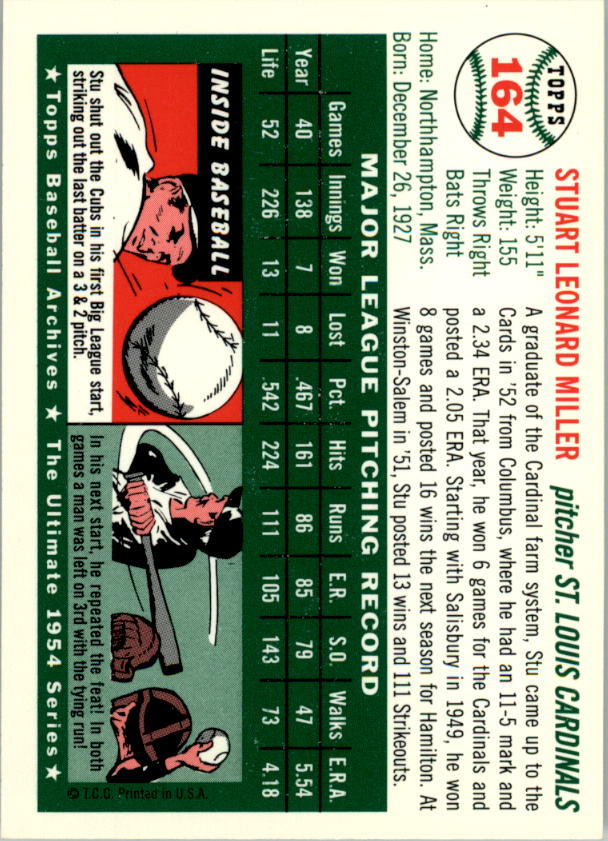 TOPPS
164
STUART LEONARD MILLER pitcher ST. LOUIS CARDINALS
Height: 5'11"
Weight: 155
Throws Right
Bats Right
Home: Northhampton, Mass.
Born: December 26, 1927
A graduate of the Cardinal farm system, Stu came up to the
Cards in '52 from Columbus, where he had an 11-5 mark and
a 2.34 ERA. That year, he won 6 games for the Cardinals and
posted a 2.05 ERA. Starting with Salisbury in 1949, he won
8 games and posted 16 wins the next season for Hamilton. At
Winston-Salem in '51, Stu posted 13 wins and 111 Strikeouts.
MAJOR LEAGUE PITCHING RECORD
Games Innings Won Lost Pct. Hits Runs E.R. S.O. Walks E.R.A.
Year 40 138 7 8 .467 161 86 85 79 47 5.54
Life 52 226 13 11 .542 224 111 105 143 73 4.18
INSIDE BASEBALL
Stu shut out the Cubs in his first Big League start,
striking out the last batter on a 3 & 2 pitch.
In his next start, he repeated the feat! In both
games a man was left on 3rd with the tying run!
© T.C.G. Printed in U.S.A.
★ Topps Baseball Archives ★ The Ultimate 1954 Series ★